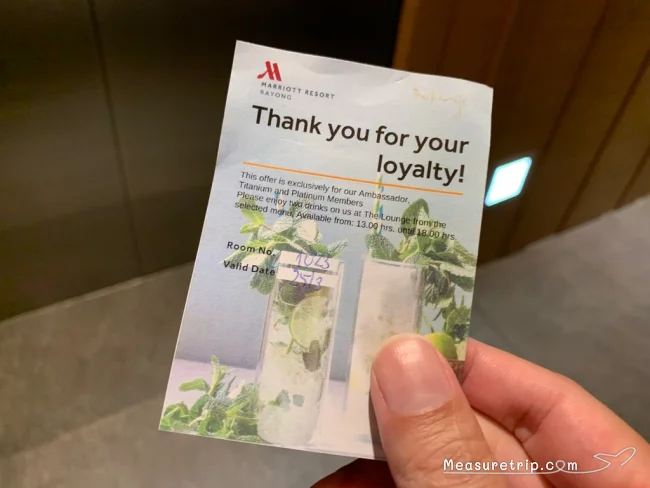 MARRIOTT RESORT
RAYONG
Thank you for your
loyalty!
This offer is exclusively for our Ambassador,
Titanium and Platinum Members
Please enjoy two drinks on us at The Lounge from the
selected menu, Available from: 13.00 hrs. until 18.00 hrs
Room No. 1023
Valid Date 25/3
Measuretrip.com